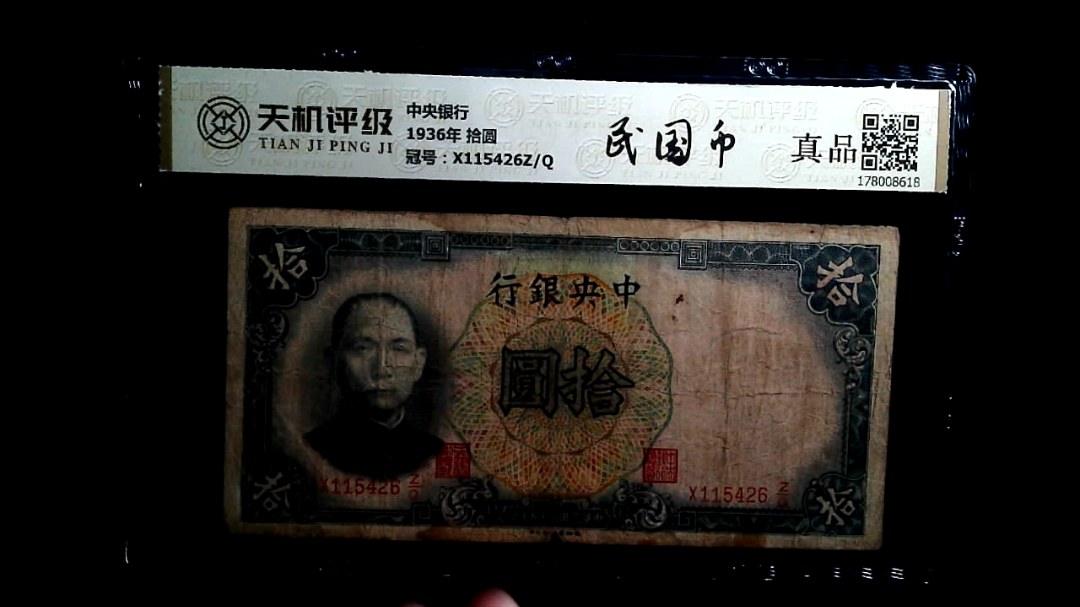 天机评级
TIAN JI PING JI
中央银行
1936年 拾圆
冠号：X115426Z/Q
民国币
真品
178008618
拾
拾
行銀央中
圓拾
X115426 Z/Q
X115426 Z/Q
拾
拾